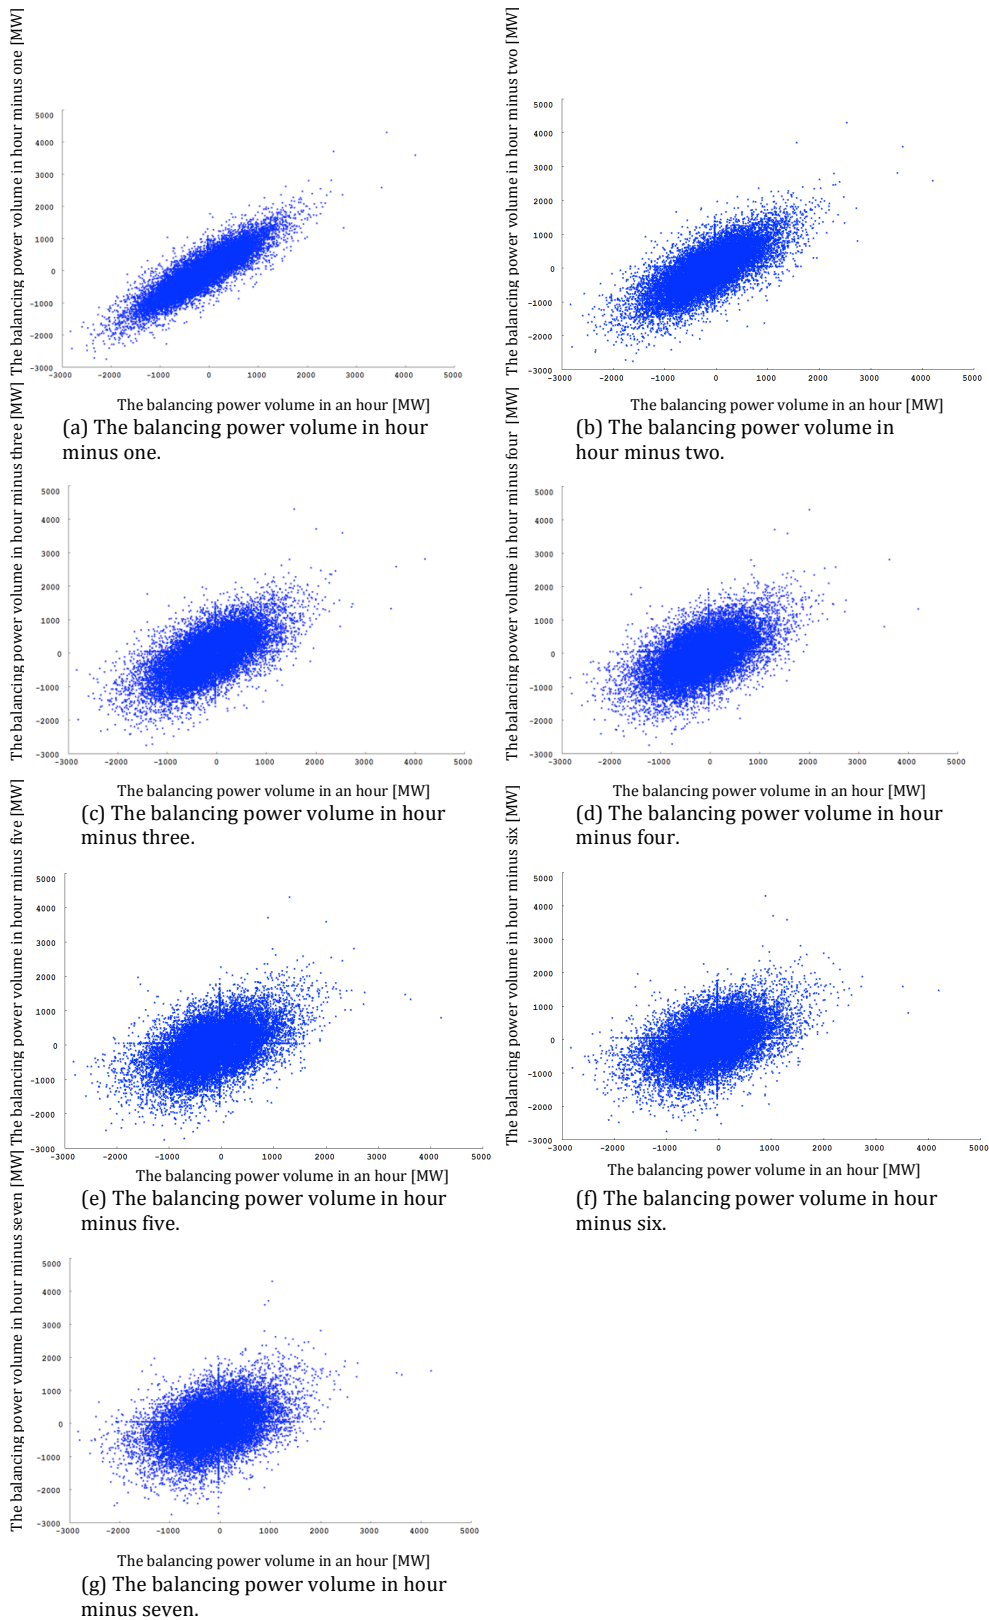 The balancing power volume in hour minus one [MW]
5000
4000
3000
2000
1000
0
−1000
−2000
−3000
−3000 −2000 −1000 0 1000 2000 3000 4000 5000
The balancing power volume in an hour [MW]
(a) The balancing power volume in hour
minus one.
The balancing power volume in hour minus two [MW]
5000
4000
3000
2000
1000
0
−1000
−2000
−3000
−3000 −2000 −1000 0 1000 2000 3000 4000 5000
The balancing power volume in an hour [MW]
(b) The balancing power volume in
hour minus two.
The balancing power volume in hour minus three [MW]
5000
4000
3000
2000
1000
0
−1000
−2000
−3000
−3000 −2000 −1000 0 1000 2000 3000 4000 5000
The balancing power volume in an hour [MW]
(c) The balancing power volume in hour
minus three.
The balancing power volume in hour minus four [MW]
5000
4000
3000
2000
1000
0
−1000
−2000
−3000
−3000 −2000 −1000 0 1000 2000 3000 4000 5000
The balancing power volume in an hour [MW]
(d) The balancing power volume in hour
minus four.
The balancing power volume in hour minus five [MW]
5000
4000
3000
2000
1000
0
−1000
−2000
−3000
−3000 −2000 −1000 0 1000 2000 3000 4000 5000
The balancing power volume in an hour [MW]
(e) The balancing power volume in hour
minus five.
The balancing power volume in hour minus six [MW]
5000
4000
3000
2000
1000
0
−1000
−2000
−3000
−3000 −2000 −1000 0 1000 2000 3000 4000 5000
The balancing power volume in an hour [MW]
(f) The balancing power volume in hour
minus six.
The balancing power volume in hour minus seven [MW]
5000
4000
3000
2000
1000
0
−1000
−2000
−3000
−3000 −2000 −1000 0 1000 2000 3000 4000 5000
The balancing power volume in an hour [MW]
(g) The balancing power volume in hour
minus seven.